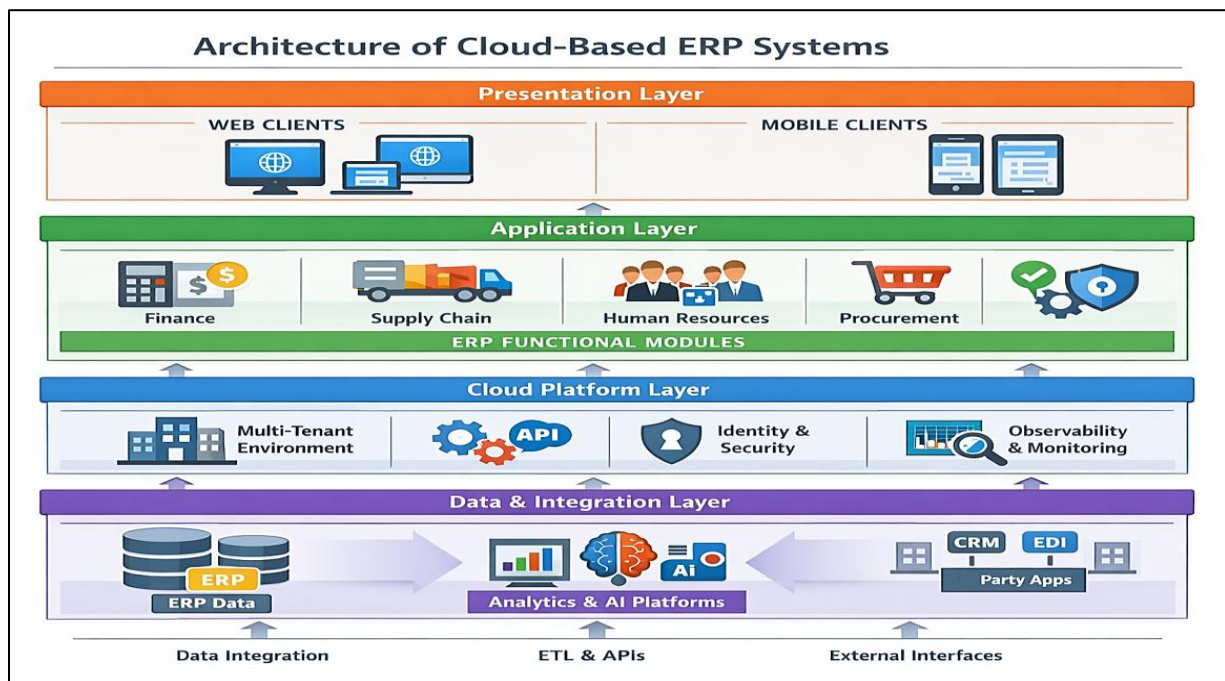 Architecture of Cloud-Based ERP Systems
Presentation Layer
WEB CLIENTS
MOBILE CLIENTS
Application Layer
$
$ $
Finance
Supply Chain
Human Resources
Procurement
ERP FUNCTIONAL MODULES
Cloud Platform Layer
Multi-Tenant
Environment
API
Identity &
Security
Observability
& Monitoring
Data & Integration Layer
ERP
ERP Data
Ai
Analytics & AI Platforms
CRM
EDI
Party Apps
Data Integration
ETL & APIs
External Interfaces